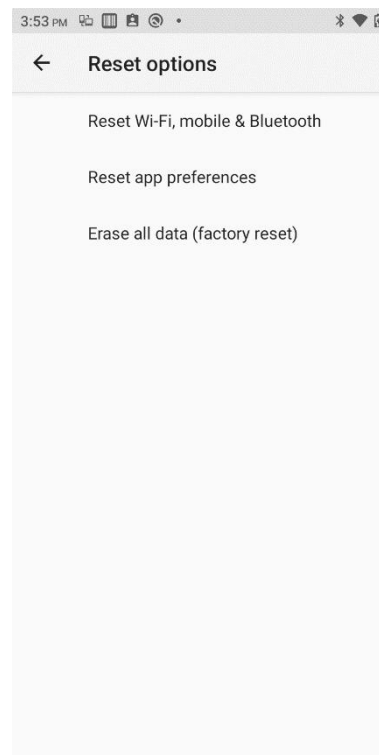 3:53 PM
Reset options
Reset Wi-Fi, mobile & Bluetooth
Reset app preferences
Erase all data (factory reset)